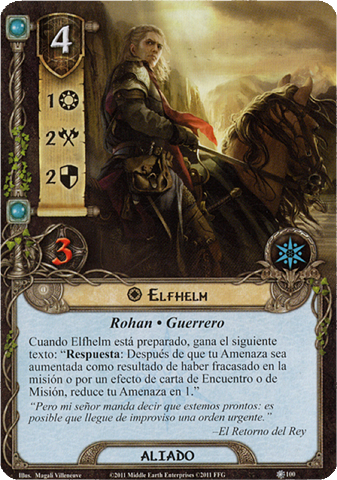 4
1
2
2
3
Elfhelm
Rohan • Guerrero
Cuando Elfhelm está preparado, gana el siguiente
texto: “Respuesta: Después de que tu Amenaza sea
aumentada como resultado de haber fracasado en la
misión o por un efecto de carta de Encuentro o de
Misión, reduce tu Amenaza en 1.”
“Pero mi señor manda decir que estemos prontos: es
posible que llegue de improviso una orden urgente.”
–El Retorno del Rey
ALIADO
Illus. Magali Villeneuve
©2011 Middle Earth Enterprises ©2011 FFG
100